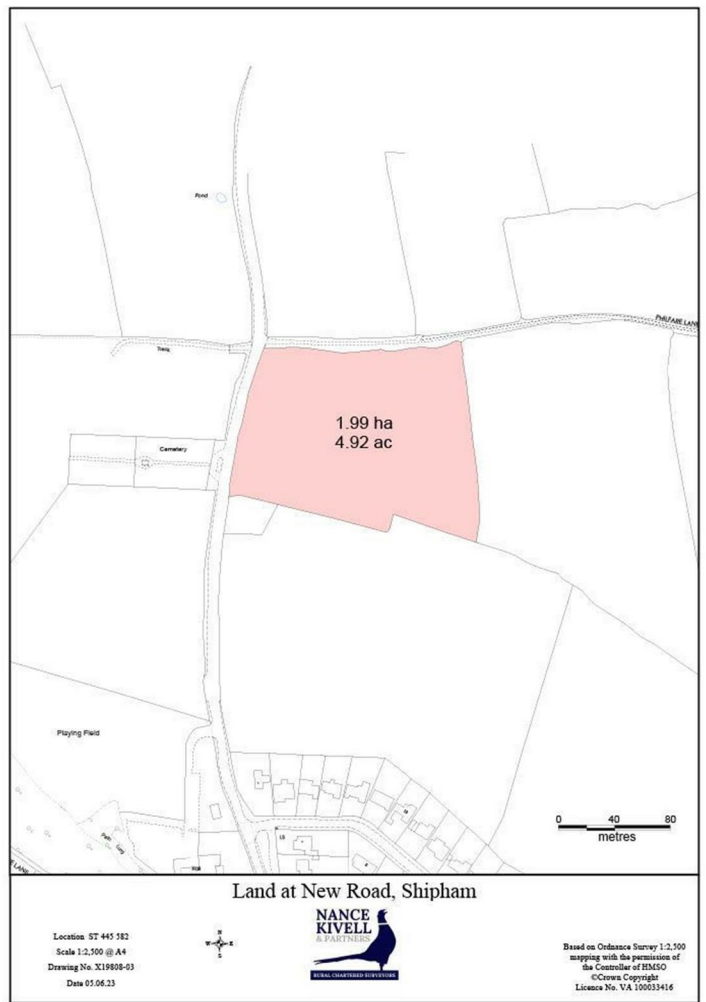 Pond
PHILFARE LANE
Track
1.99 ha
4.92 ac
Cemetery
Playing Field
Path
0 40 80
metres
Land at New Road, Shipham
Location ST 445 582
Scale 1:2,500 @ A4
Drawing No. X19808-03
Date 05.06.23
N
W E
S
NANCE
KIVELL
& PARTNERS
RURAL CHARTERED SURVEYORS
Based on Ordnance Survey 1:2,500
mapping with the permission of
the Controller of HMSO
©Crown Copyright
Licence No. VA 100033416